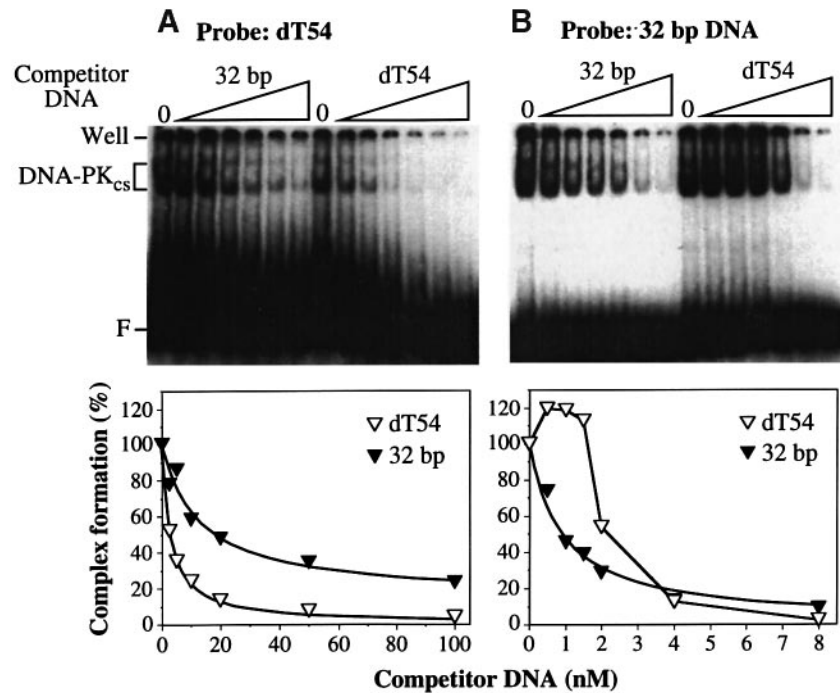 A Probe: dT54
Competitor DNA 32 bp dT54
0 0
Well
DNA-PKcs
F
B Probe: 32 bp DNA
32 bp dT54
0 0
Complex formation (%)
120
100
80
60
40
20
0
▽ dT54
▼ 32 bp
0 20 40 60 80 100
120
100
80
60
40
20
0
▽ dT54
▼ 32 bp
0 1 2 3 4 5 6 7 8
Competitor DNA (nM)